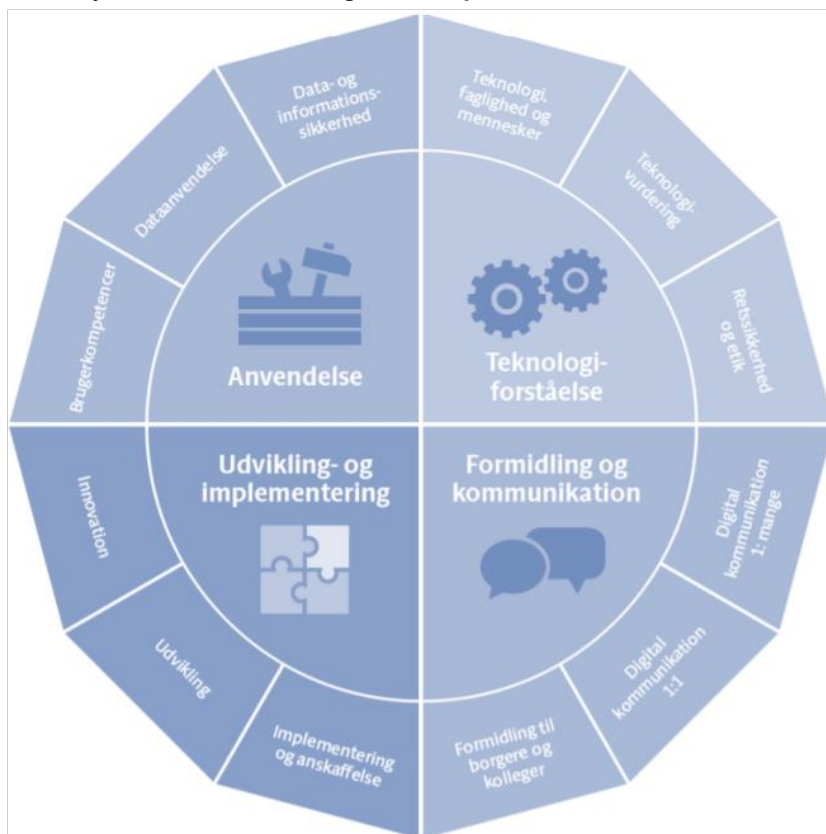 Data- og
informations-
sikkerhed
Teknologi,
faglighed og
mennesker
Dataanvendelse
Teknologi-
vurdering
Brugerkompetencer
Retssikkerhed
og etik
Anvendelse
Teknologi-
forståelse
Udvikling- og
implementering
Formidling og
kommunikation
Innovation
Digital
kommunikation
1: mange
Udvikling
Digital
kommunikation
1:1
Implementering
og anskaffelse
Formidling til
borgere og
kolleger